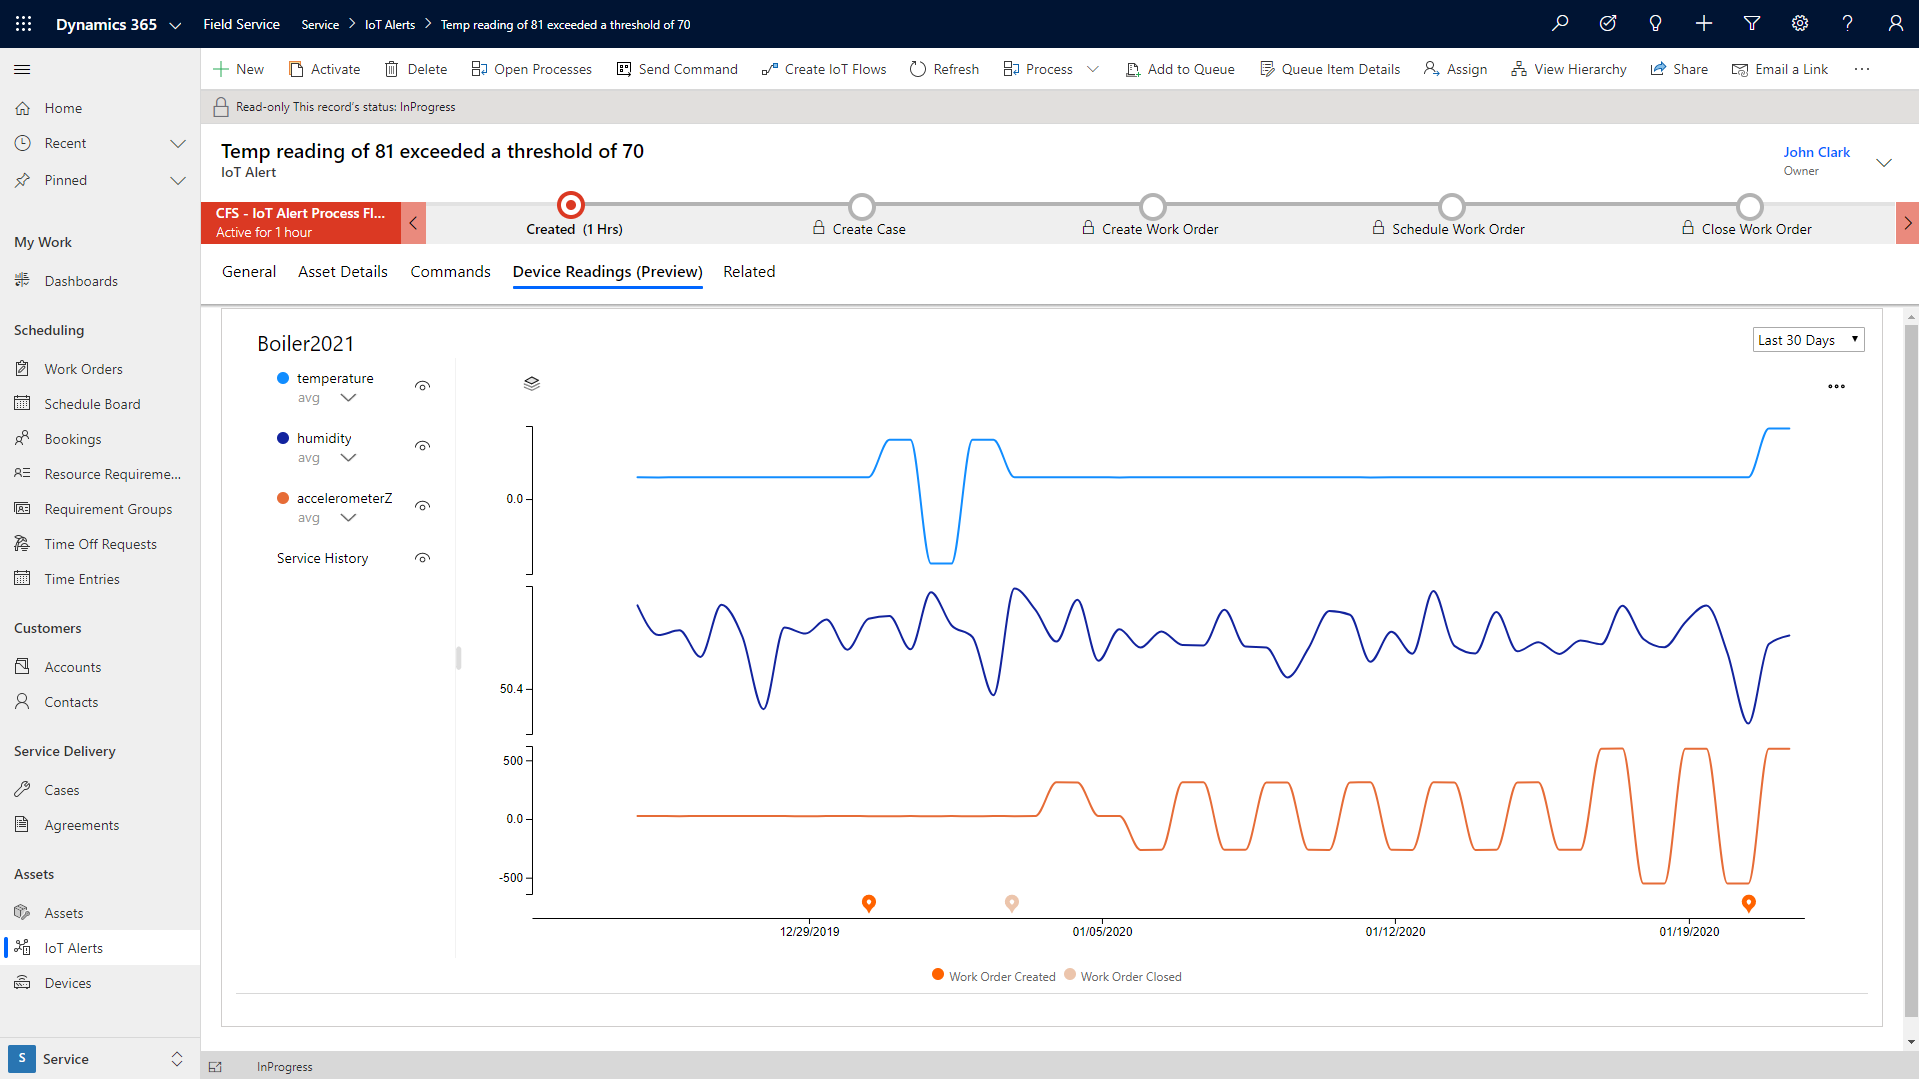 Dynamics 365
Field Service
Service > IoT Alerts > Temp reading of 81 exceeded a threshold of 70
New
Activate
Delete
Open Processes
Send Command
Create IoT Flows
Refresh
Process
Add to Queue
Queue Item Details
Assign
View Hierarchy
Share
Email a Link
Read-only This record's status: InProgress
Home
Recent
Pinned
My Work
Dashboards
Scheduling
Work Orders
Schedule Board
Bookings
Resource Requireme...
Requirement Groups
Time Off Requests
Time Entries
Customers
Accounts
Contacts
Service Delivery
Cases
Agreements
Assets
Assets
IoT Alerts
Devices
S Service
Temp reading of 81 exceeded a threshold of 70
IoT Alert
John Clark
Owner
CFS - IoT Alert Process Fl...
Active for 1 hour
Created (1 Hrs)
Create Case
Create Work Order
Schedule Work Order
Close Work Order
General
Asset Details
Commands
Device Readings (Preview)
Related
Boiler2021
Last 30 Days
temperature
avg
humidity
avg
accelerometerZ
avg
Service History
0.0
50.4
500
0.0
-500
12/29/2019
01/05/2020
01/12/2020
01/19/2020
Work Order Created
Work Order Closed
InProgress